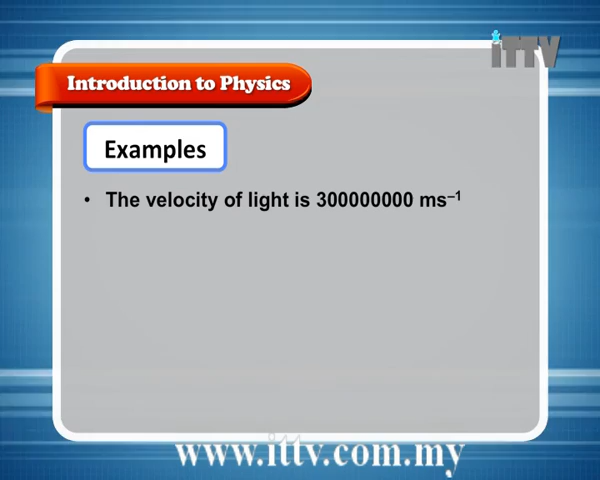 iTTV
Introduction to Physics
Examples
• The velocity of light is 300000000 ms⁻¹
www.ittv.com.my